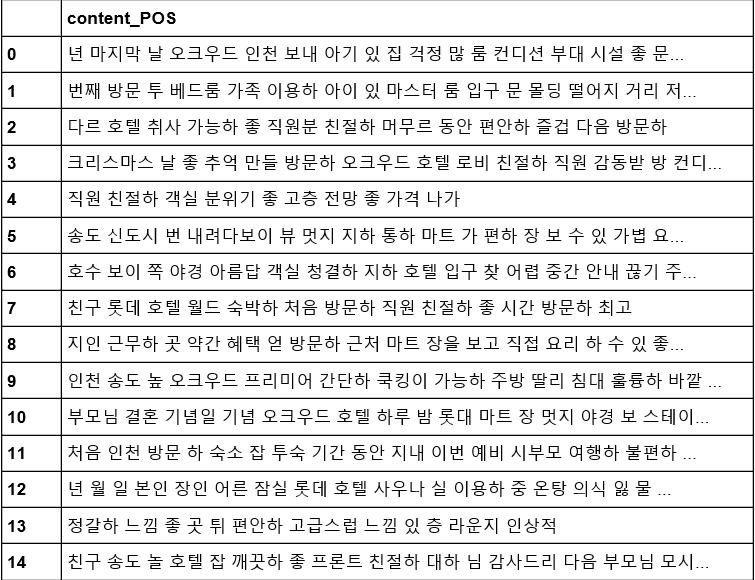 content_POS
0 년 마지막 날 오크우드 인천 보내 아기 있 집 걱정 많 룸 컨디션 부대 시설 좋 문...
1 번째 방문 투 베드룸 가족 이용하 아이 있 마스터 룸 입구 문 몰딩 떨어지 거리 저...
2 다르 호텔 취사 가능하 좋 직원분 친절하 머무르 동안 편안하 즐겁 다음 방문하
3 크리스마스 날 좋 추억 만들 방문하 오크우드 호텔 로비 친절하 직원 감동받 방 컨디...
4 직원 친절하 객실 분위기 좋 고층 전망 좋 가격 나가
5 송도 신도시 번 내려다보이 뷰 멋지 지하 통하 마트 가 편하 장 보 수 있 가볍 요...
6 호수 보이 쪽 야경 아름답 객실 청결하 지하 호텔 입구 찾 어렵 중간 안내 끊기 주...
7 친구 롯데 호텔 월드 숙박하 처음 방문하 직원 친절하 좋 시간 방문하 최고
8 지인 근무하 곳 약간 혜택 얻 방문하 근처 마트 장을 보고 직접 요리 하 수 있 좋...
9 인천 송도 높 오크우드 프리미어 간단하 쿡킹이 가능하 주방 딸리 침대 훌륭하 바깥 ...
10 부모님 결혼 기념일 기념 오크우드 호텔 하루 밤 롯대 마트 장 멋지 야경 보 스테이...
11 처음 인천 방문 하 숙소 잡 투숙 기간 동안 지내 이번 예비 시부모 여행하 불편하 ...
12 년 월 일 본인 장인 어른 잠실 롯데 호텔 사우나 실 이용하 중 온탕 의식 잃 물 ...
13 정갈하 느낌 좋 곳 튀 편안하 고급스럽 느낌 있 층 라운지 인상적
14 친구 송도 놀 호텔 잡 깨끗하 좋 프론트 친절하 대하 님 감사드리 다음 부모님 모시...